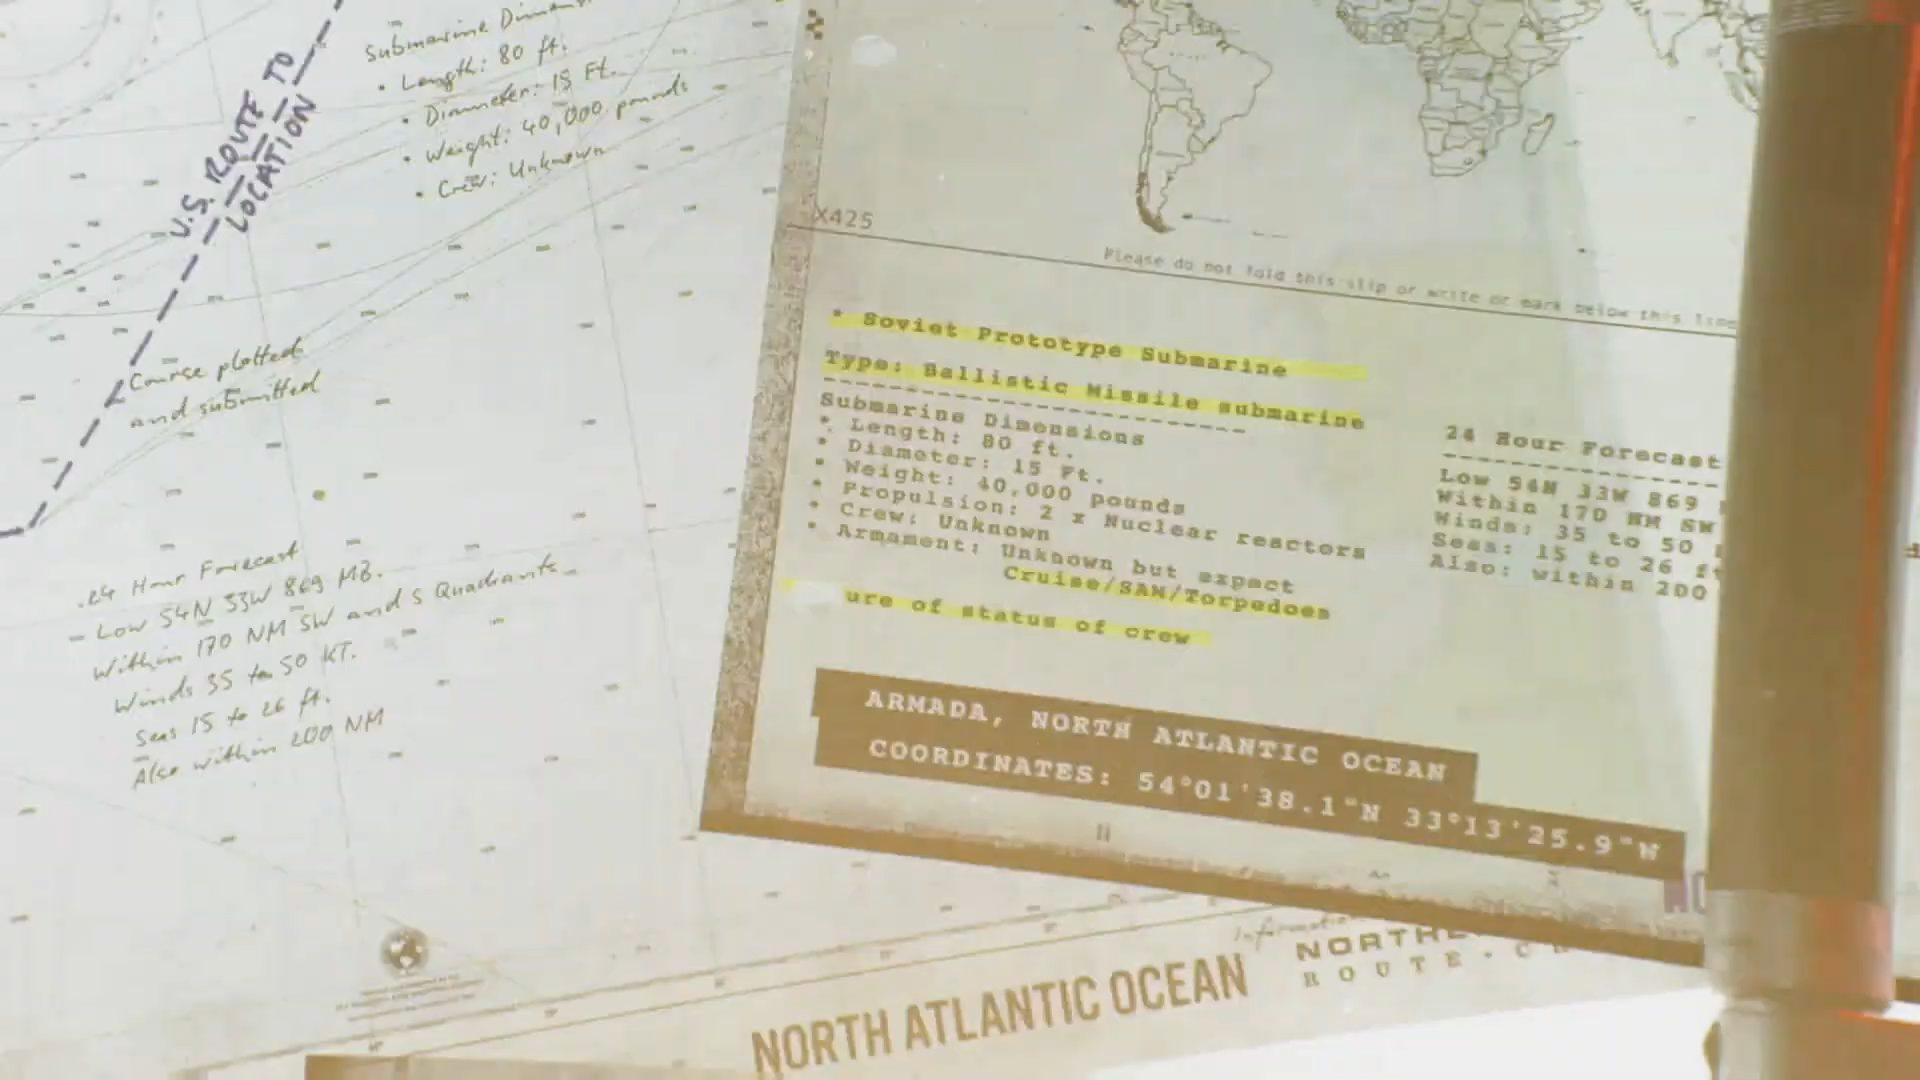 Submarine
• Length: 80 ft.
• Diameter: 15 Ft.
• Weight: 40,000 pounds
• Crew: Unknown
U.S. ROUTE TO
LOCATION
Course plotted
and submitted
24 Hour Forecast
- Low 54N 33W 869 MB.
Within 170 NM SW and S Quadrants
Winds 35 to 50 KT.
Seas 15 to 26 ft.
Also within 200 NM
X425
Please do not fold this slip or write or mark below this line
* Soviet Prototype Submarine
Type: Ballistic Missile submarine
Submarine Dimensions
* Length: 80 ft.
* Diameter: 15 Ft.
* Weight: 40,000 pounds
* Propulsion: 2 x Nuclear reactors
* Crew: Unknown
* Armament: Unknown but expect
Cruise/SAM/Torpedoes
ure of status of crew
24 Hour Forecast
Low 54N 33W 869
Within 170 NM SW
Winds: 35 to 50
Seas: 15 to 26 ft
Also: within 200
ARMADA, NORTH ATLANTIC OCEAN
COORDINATES: 54°01'38.1"N 33°13'25.9"W
NORTH ATLANTIC OCEAN
ROUTE